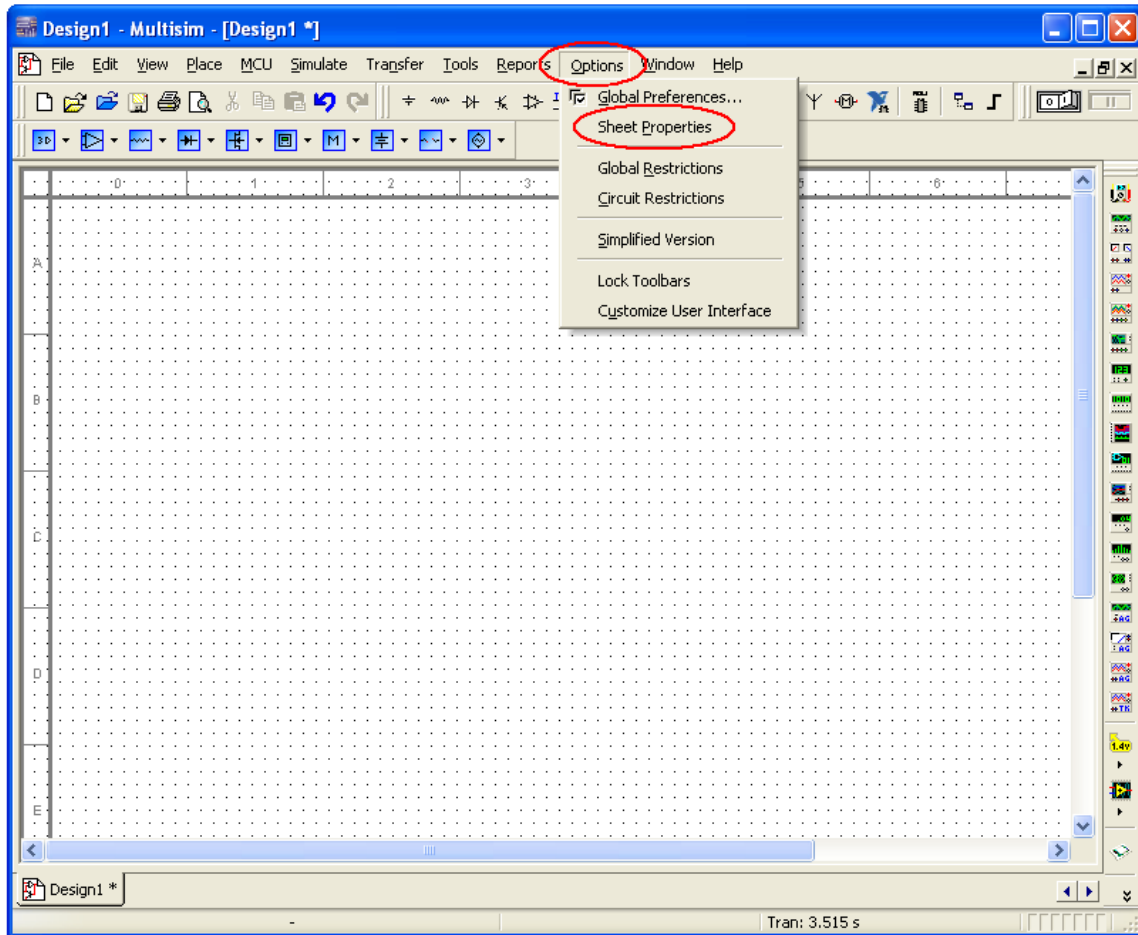 Design1 - Multisim - [Design1 *]
File Edit View Place MCU Simulate Transfer Tools Reports Options Window Help
Global Preferences...
Sheet Properties
Global Restrictions
Circuit Restrictions
Simplified Version
Lock Toolbars
Customize User Interface
0 1 2 3 5 6
A
B
C
D
E
1.4v
Design1 *
-
Tran: 3.515 s